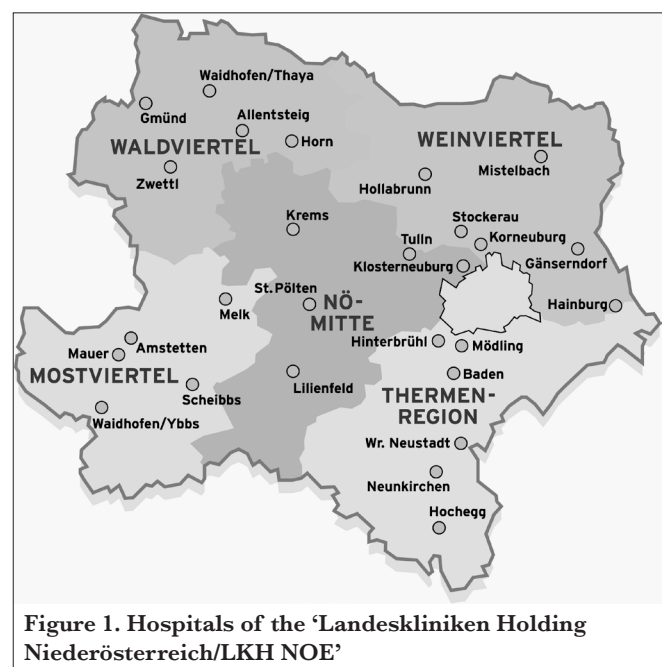 Waidhofen/Thaya
Gmünd
Allentsteig
Horn
WALDVIERTEL
Zwettl
WEINVIERTEL
Mistelbach
Hollabrunn
Krems
Stockerau
Tulln
Korneuburg
Klosterneuburg
Gänserndorf
St.Pölten
Melk
NÖ-
MITTE
Hainburg
Hinterbrühl
Mödling
Amstetten
Mauer
MOSTVIERTEL
Scheibbs
Lilienfeld
Baden
THERMEN-
REGION
Waidhofen/Ybbs
Wr. Neustadt
Neunkirchen
Hochegg
Figure 1. Hospitals of the ‘Landeskliniken Holding
Niederösterreich/LKH NOE’